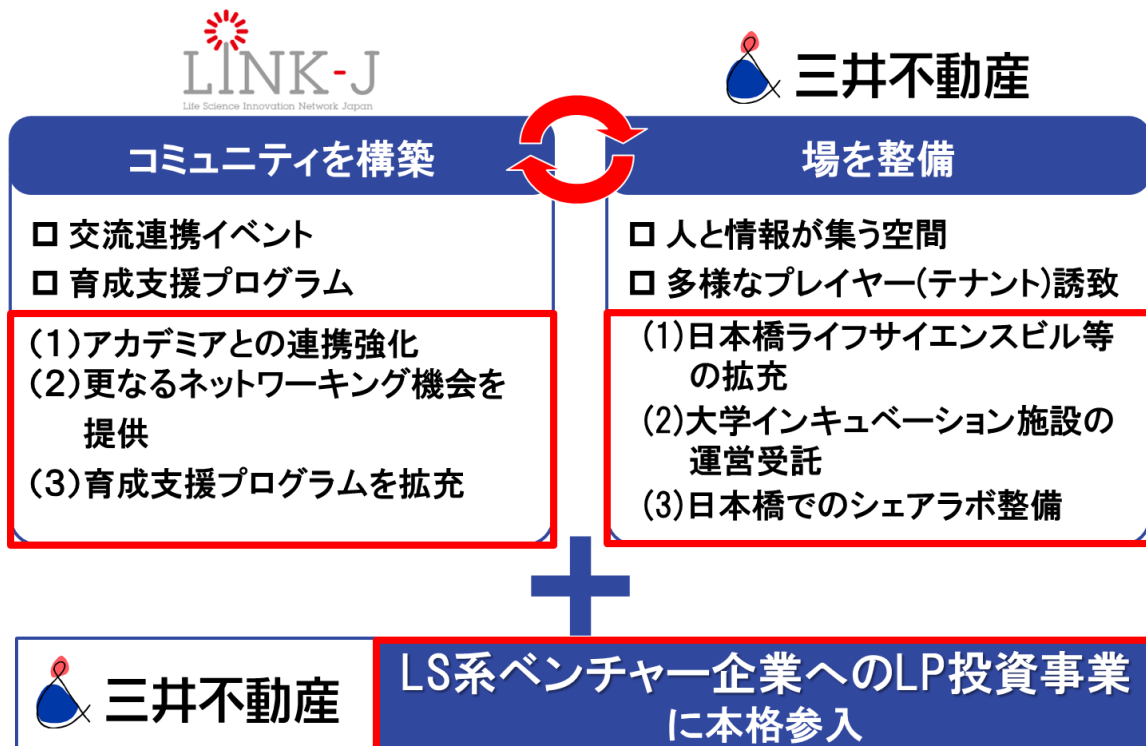 LINK-J
Life Science Innovation Network Japan
コミュニティを構築
交流連携イベント
育成支援プログラム
(1)アカデミアとの連携強化
(2)更なるネットワーキング機会を
提供
(3)育成支援プログラムを拡充
三井不動産
場を整備
人と情報が集う空間
多様なプレイヤー(テナント)誘致
(1)日本橋ライフサイエンスビル等
の拡充
(2)大学インキュベーション施設の
運営受託
(3)日本橋でのシェアラボ整備
三井不動産
LS系ベンチャー企業へのLP投資事業
に本格参入